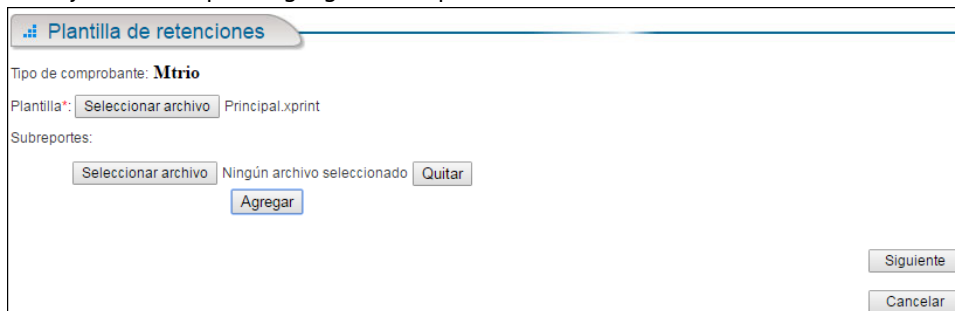 Plantilla de retenciones
Tipo de comprobante: Mtrio
Plantilla*: Seleccionar archivo Principal.xprint
Subreportes:
Seleccionar archivo Ningún archivo seleccionado Quitar
Agregar
Siguiente
Cancelar